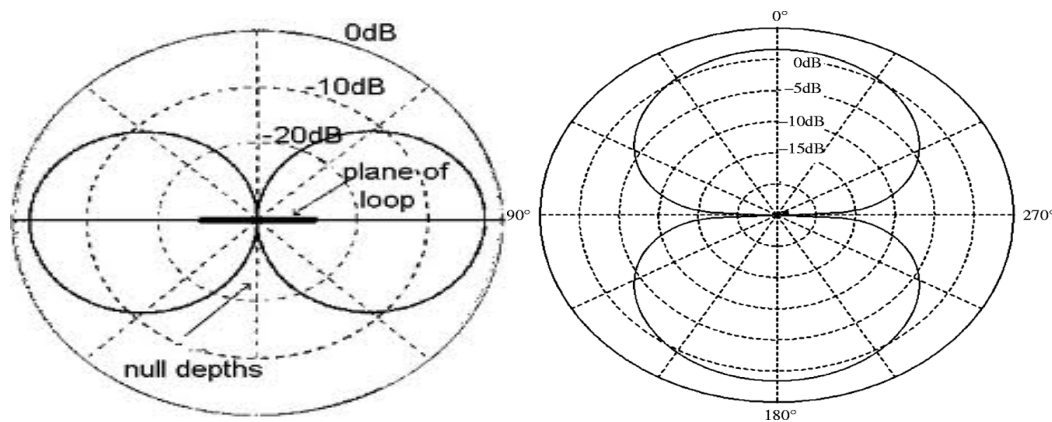 0dB
-10dB
-20dB
plane of
loop
null depths
0°
0dB
–5dB
–10dB
–15dB
90°
270°
180°